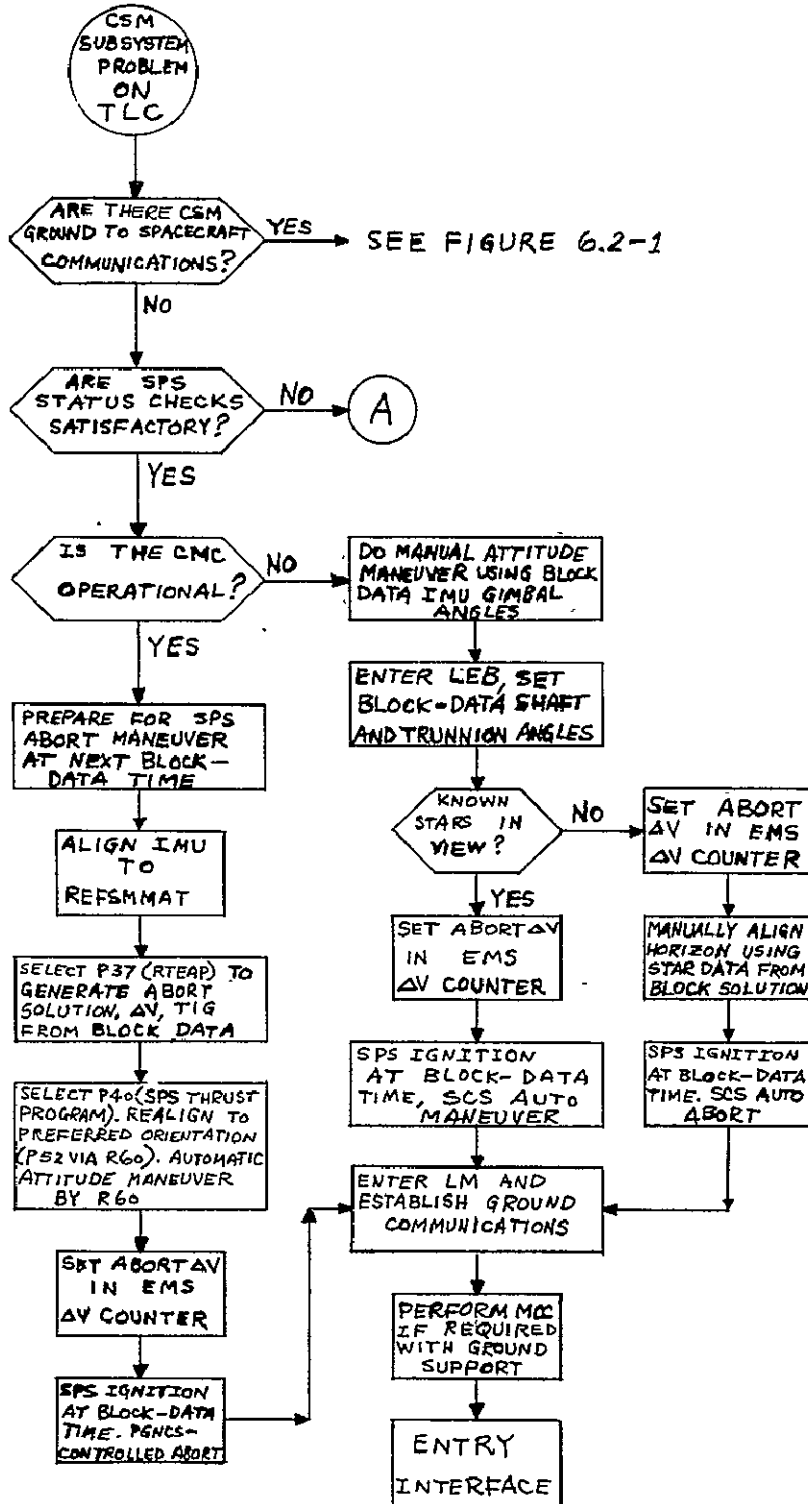 CSM
SUBSYSTEM
PROBLEM
ON
TLC
ARE THERE CSM
GROUND TO SPACECRAFT
COMMUNICATIONS?
YES
SEE FIGURE 6.2-1
NO
ARE SPS
STATUS CHECKS
SATISFACTORY?
NO
A
YES
IS THE CMC
OPERATIONAL?
NO
DO MANUAL ATTITUDE
MANEUVER USING BLOCK
DATA IMU GIMBAL
ANGLES
YES
ENTER LEB, SET
BLOCK-DATA SHAFT
AND TRUNNION ANGLES
PREPARE FOR SPS
ABORT MANEUVER
AT NEXT BLOCK-
DATA TIME
KNOWN
STARS IN
VIEW?
NO
SET ABORT
ΔV IN EMS
ΔV COUNTER
ALIGN IMU
TO
REFSMMAT
YES
SET ABORT ΔV
IN EMS
ΔV COUNTER
MANUALLY ALIGN
HORIZON USING
STAR DATA FROM
BLOCK SOLUTION
SELECT P37 (RTEAP) TO
GENERATE ABORT
SOLUTION, ΔV, TIG
FROM BLOCK DATA
SPS IGNITION
AT BLOCK-DATA
TIME, SCS AUTO
MANEUVER
SPS IGNITION
AT BLOCK-DATA
TIME. SCS AUTO
ABORT
SELECT P40 (SPS THRUST
PROGRAM). REALIGN TO
PREFERRED ORIENTATION
(P52 VIA R60). AUTOMATIC
ATTITUDE MANEUVER
BY R60
ENTER LM AND
ESTABLISH GROUND
COMMUNICATIONS
SET ABORT ΔV
IN EMS
ΔV COUNTER
PERFORM MCC
IF REQUIRED
WITH GROUND
SUPPORT
SPS IGNITION
AT BLOCK-DATA
TIME. PGNCS-
CONTROLLED ABORT
ENTRY
INTERFACE